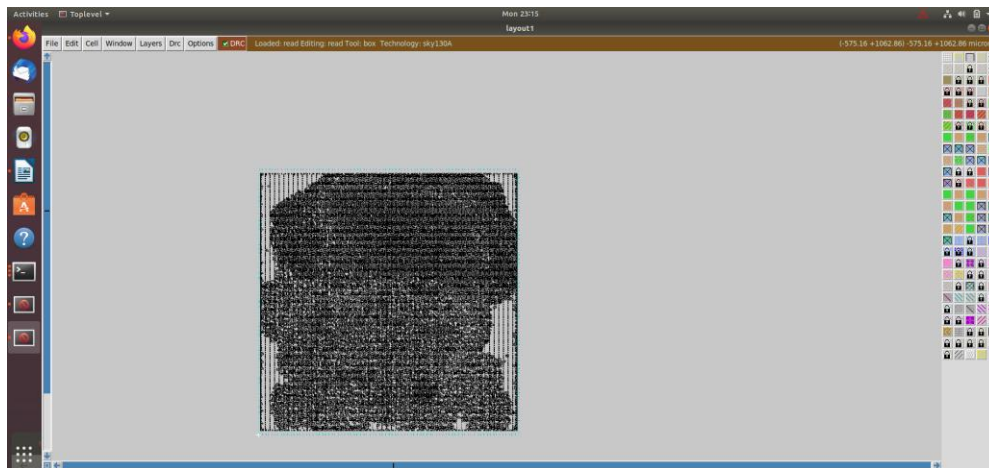 Activities Toplevel Mon 23:15
layout1
File Edit Cell Window Layers Drc Options DRC Loaded: read Editing: read Tool: box Technology: sky130A (-575.16 +1062.86) -575.16 +1062.86 micro